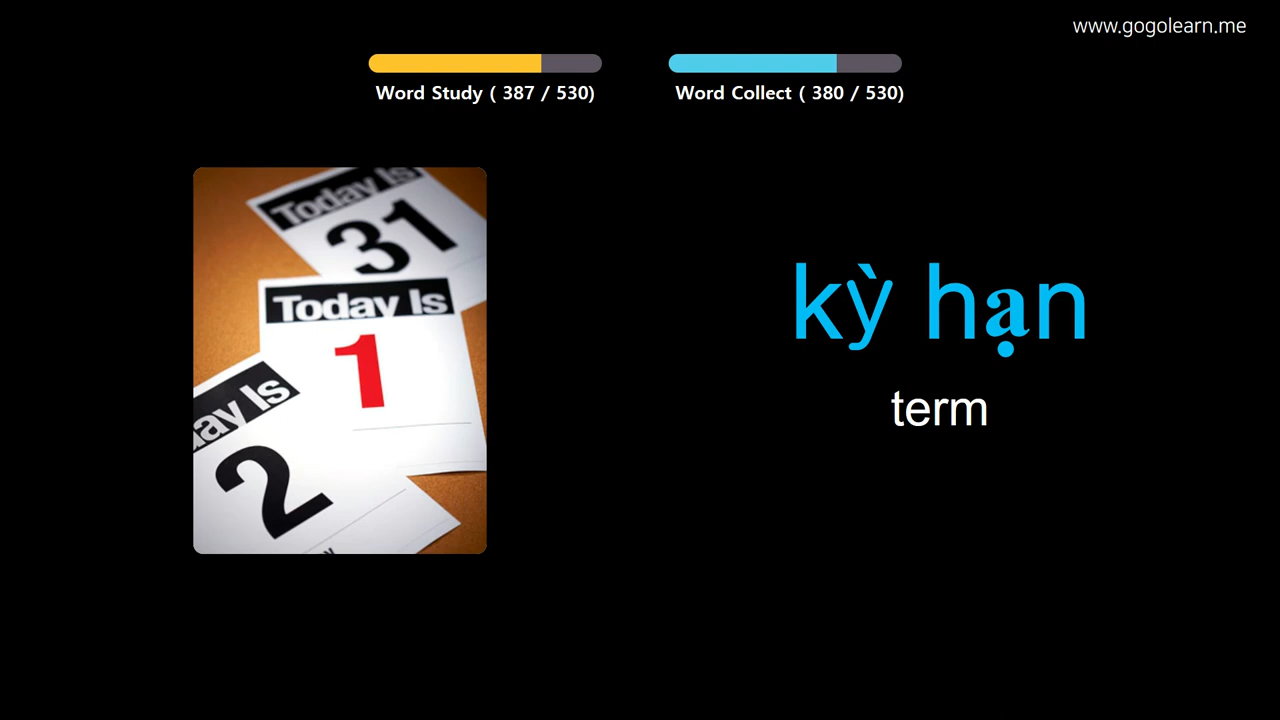 www.gogolearn.me
Word Study ( 387 / 530)
Word Collect ( 380 / 530)
Today Is
31
Today Is
1
ay Is
2
kỳ hạn
term